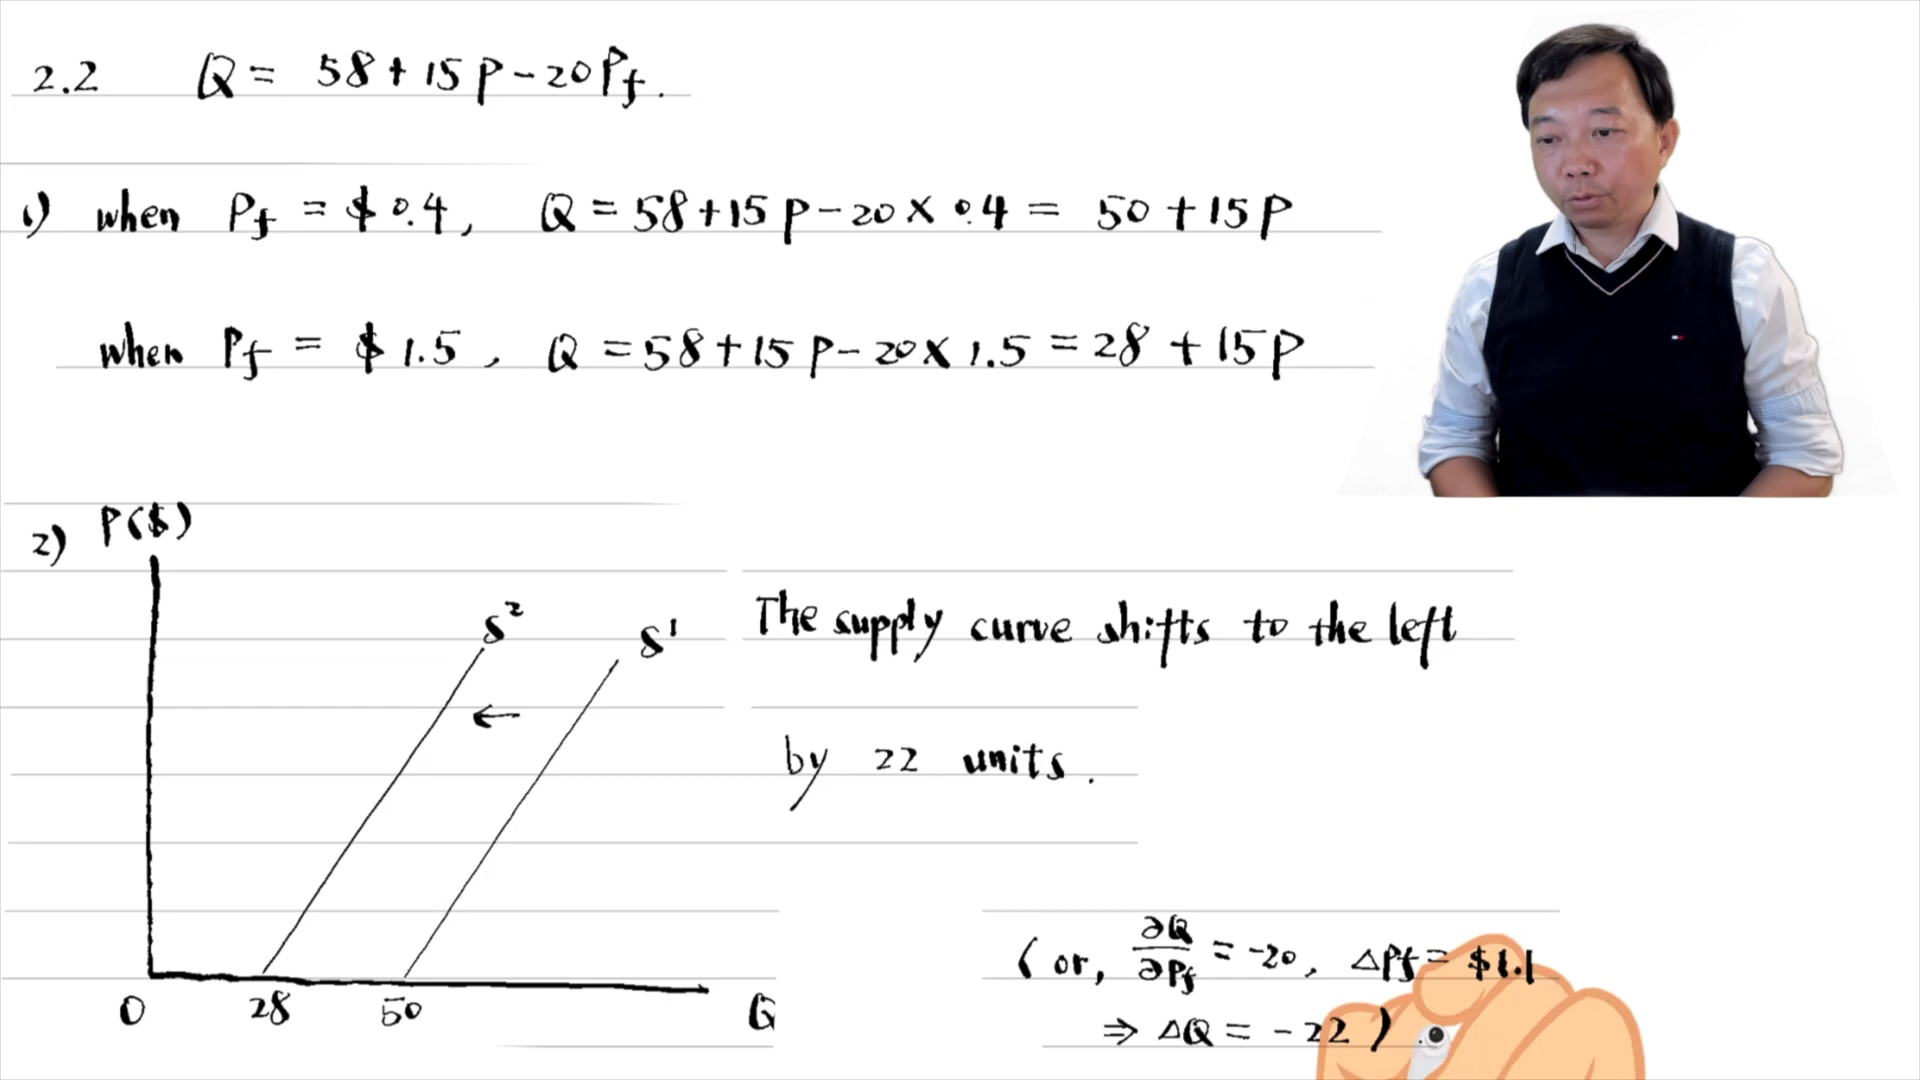 2.2 Q = 58 + 15p - 20Pf.
1) when Pf = $0.4, Q = 58 + 15p - 20 × 0.4 = 50 + 15p
when Pf = $1.5, Q = 58 + 15p - 20 × 1.5 = 28 + 15p
2) P($)
S² S¹
0 28 50 Q
The supply curve shifts to the left
by 22 units.
(or, ∂Q/∂Pf = -20, △Pf = $1.1
⇒ △Q = -22).